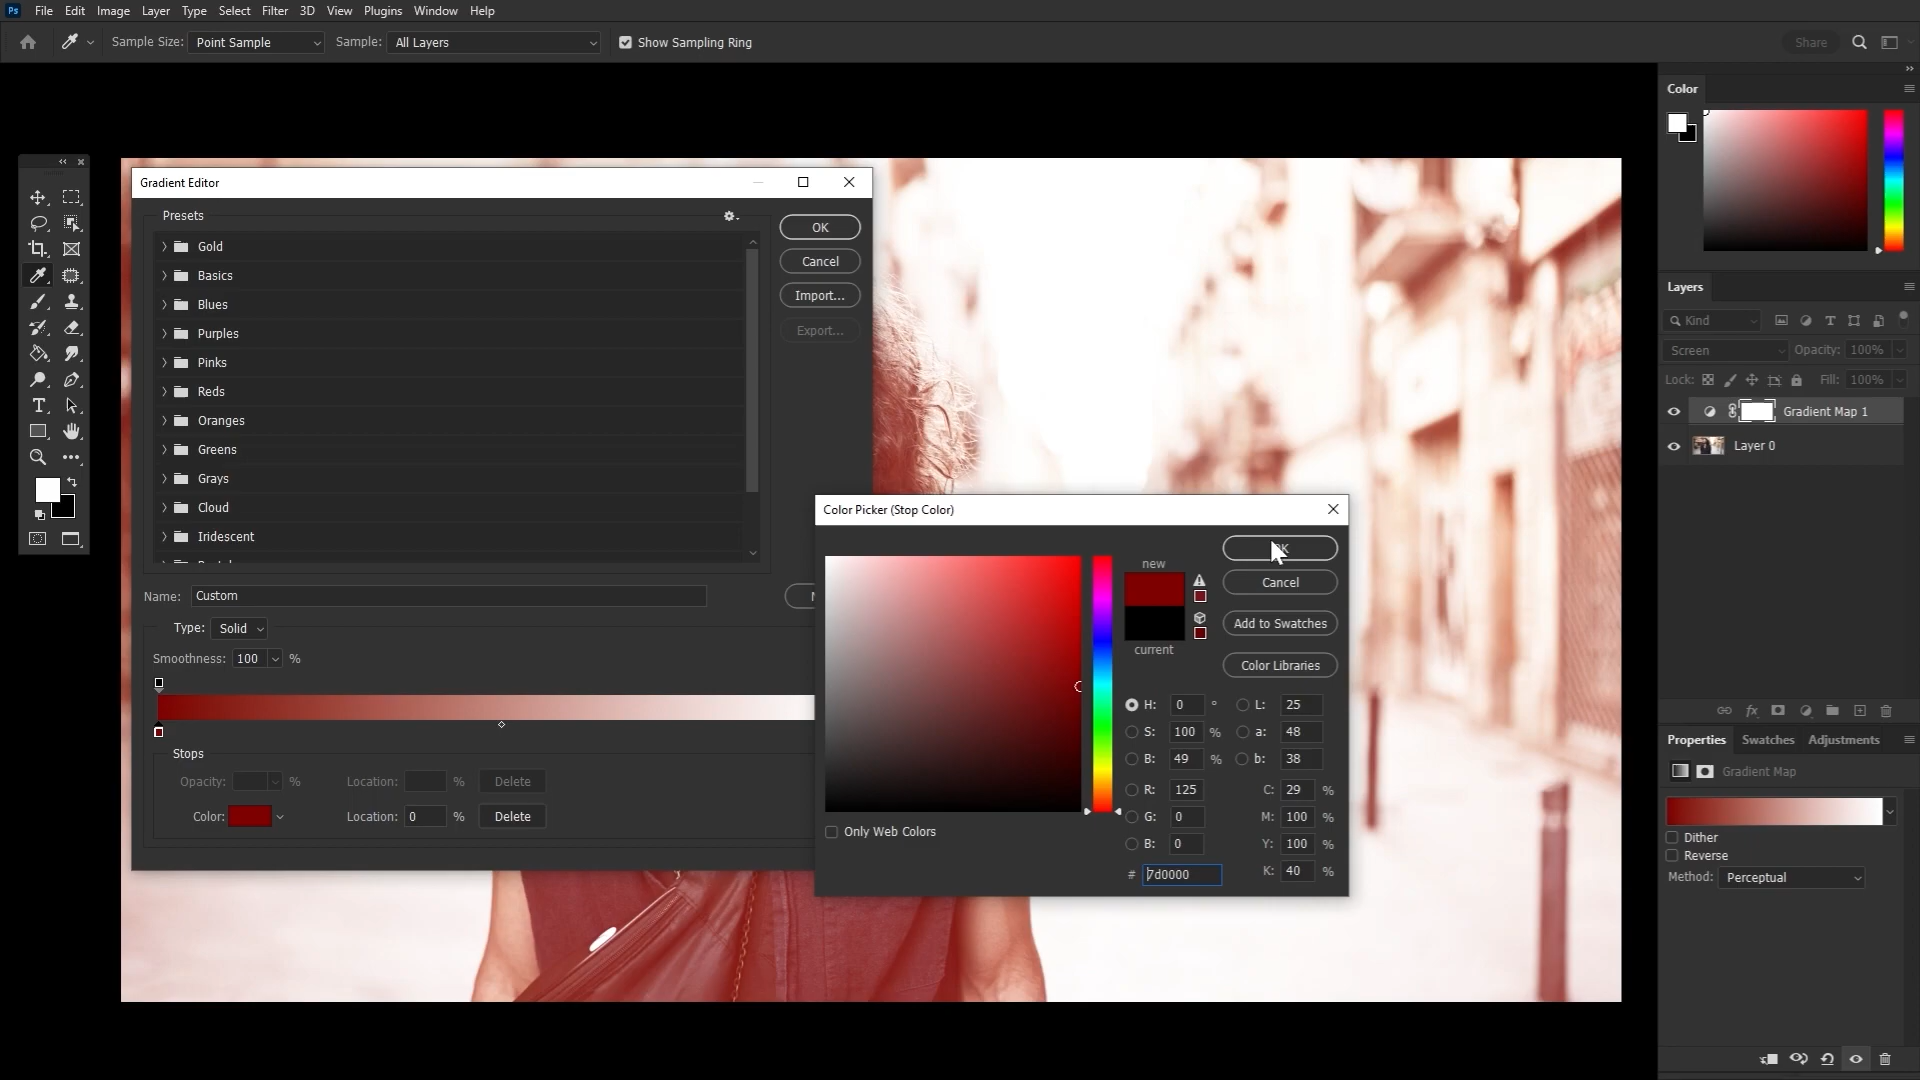 Ps File Edit Image Layer Type Select Filter 3D View Plugins Window Help
Sample Size: Point Sample Sample: All Layers Show Sampling Ring Share
Color
Gradient Editor
Presets
Gold
Basics
Blues
Purples
Pinks
Reds
Oranges
Greens
Grays
Cloud
Iridescent
OK
Cancel
Import...
Export...
Name: Custom
Type: Solid
Smoothness: 100 %
Stops
Opacity: % Location: % Delete
Color: Location: 0 % Delete
Color Picker (Stop Color)
new
current
Cancel
Add to Swatches
Color Libraries
H: 0 ° L: 25
S: 100 % a: 48
B: 49 % b: 38
R: 125 C: 29 %
G: 0 M: 100 %
B: 0 Y: 100 %
# 7d0000 K: 40 %
Only Web Colors
Layers
Kind
Screen Opacity: 100%
Lock: Fill: 100%
Gradient Map 1
Layer 0
Properties Swatches Adjustments
Gradient Map
Dither
Reverse
Method: Perceptual